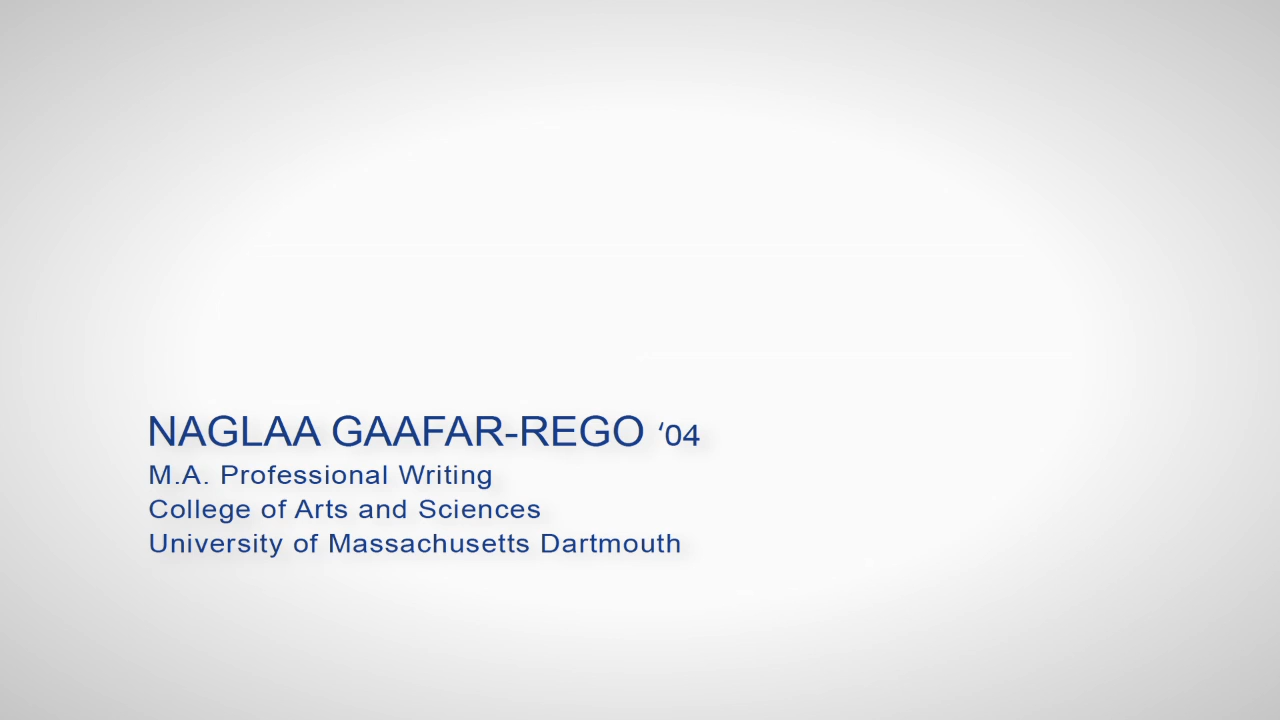 NAGLAA GAAFAR-REGO ‘04
M.A. Professional Writing
College of Arts and Sciences
University of Massachusetts Dartmouth